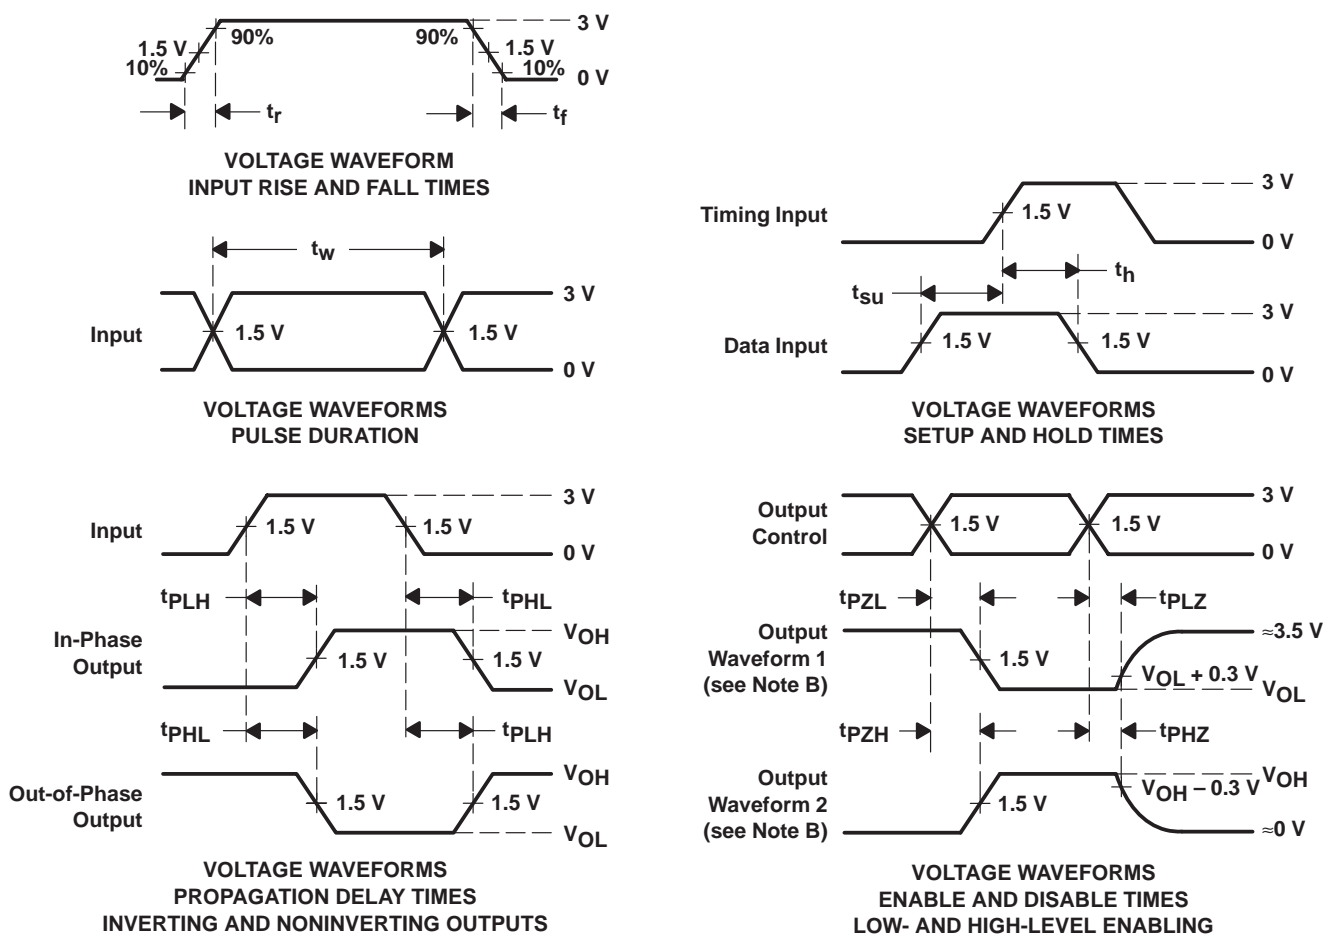 3 V
90%
90%
1.5 V
1.5 V
10%
10%
0 V
tr
tf
VOLTAGE WAVEFORM
INPUT RISE AND FALL TIMES
tw
3 V
Input
1.5 V
1.5 V
0 V
VOLTAGE WAVEFORMS
PULSE DURATION
3 V
Timing Input
1.5 V
0 V
th
tsu
3 V
Data Input
1.5 V
1.5 V
0 V
VOLTAGE WAVEFORMS
SETUP AND HOLD TIMES
3 V
Input
1.5 V
1.5 V
0 V
tPLH
tPHL
In-Phase
Output
VOH
1.5 V
1.5 V
VOL
tPHL
tPLH
Out-of-Phase
Output
VOH
1.5 V
1.5 V
VOL
VOLTAGE WAVEFORMS
PROPAGATION DELAY TIMES
INVERTING AND NONINVERTING OUTPUTS
Output
Control
3 V
1.5 V
1.5 V
0 V
tPZL
tPLZ
Output
Waveform 1
(see Note B)
≈3.5 V
1.5 V
VOL + 0.3 V
VOL
tPZH
tPHZ
Output
Waveform 2
(see Note B)
VOH
VOH – 0.3 V
1.5 V
≈0 V
VOLTAGE WAVEFORMS
ENABLE AND DISABLE TIMES
LOW- AND HIGH-LEVEL ENABLING